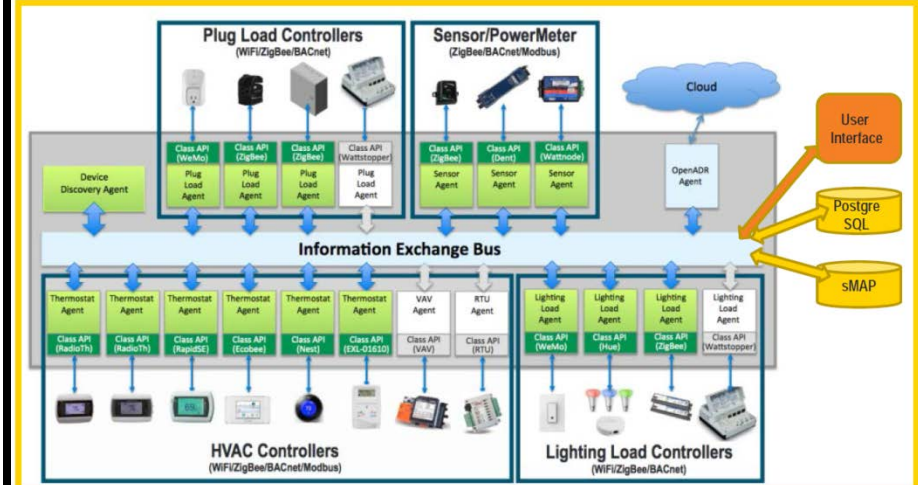 Plug Load Controllers
(WiFi/ZigBee/BACnet)
Sensor/PowerMeter
(ZigBee/BACnet/Modbus)
Cloud
User
Interface
Class API
(WeMo)
Class API
(ZigBee)
Class API
(ZigBee)
Class API
(Wattstopper)
Class API
(ZigBee)
Class API
(Dent)
Class API
(Wattnode)
Device
Discovery Agent
Plug
Load
Agent
Plug
Load
Agent
Plug
Load
Agent
Plug
Load
Agent
Sensor
Agent
Sensor
Agent
Sensor
Agent
OpenADR
Agent
Postgre
SQL
Information Exchange Bus
sMAP
Thermostat
Agent
Thermostat
Agent
Thermostat
Agent
Thermostat
Agent
Thermostat
Agent
Thermostat
Agent
VAV
Agent
RTU
Agent
Lighting
Load
Agent
Lighting
Load
Agent
Lighting
Load
Agent
Lighting
Load
Agent
Class API
(RadioTh)
Class API
(RadioTh)
Class API
(RapidSE)
Class API
(Ecobee)
Class API
(Nest)
Class API
(EXL-01610)
Class API
(VAV)
Class API
(RTU)
Class API
(WeMo)
Class API
(Hue)
Class API
(ZigBee)
Class API
(Wattstopper)
HVAC Controllers
(WiFi/ZigBee/BACnet/Modbus)
Lighting Load Controllers
(WiFi/ZigBee/BACnet)